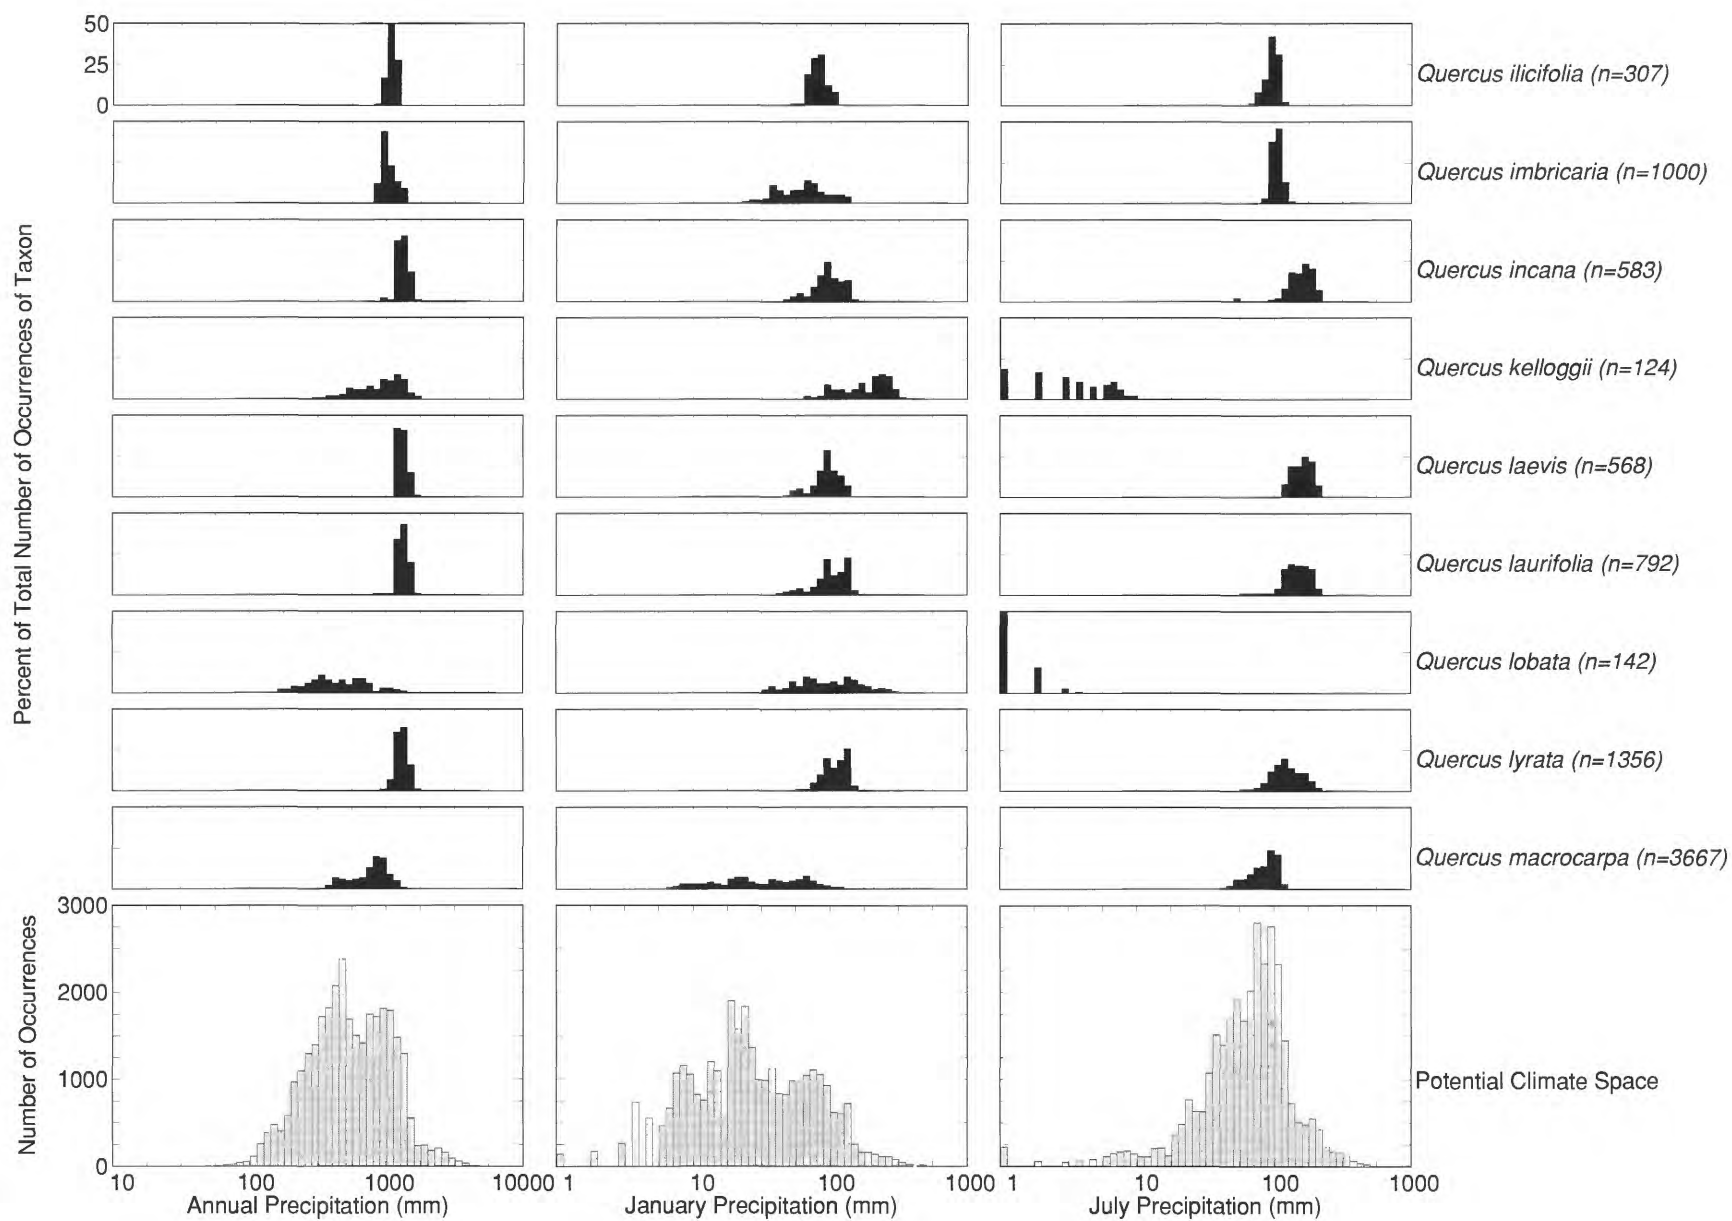 50
25
0
Quercus ilicifolia (n=307)
Quercus imbricaria (n=1000)
Quercus incana (n=583)
Quercus kelloggii (n=124)
Quercus laevis (n=568)
Quercus laurifolia (n=792)
Quercus lobata (n=142)
Quercus lyrata (n=1356)
Quercus macrocarpa (n=3667)
Percent of Total Number of Occurrences of Taxon
3000
2000
1000
0
Number of Occurrences
Potential Climate Space
10 100 1000 10000
1 10 100 1000
1 10 100 1000
Annual Precipitation (mm)
January Precipitation (mm)
July Precipitation (mm)